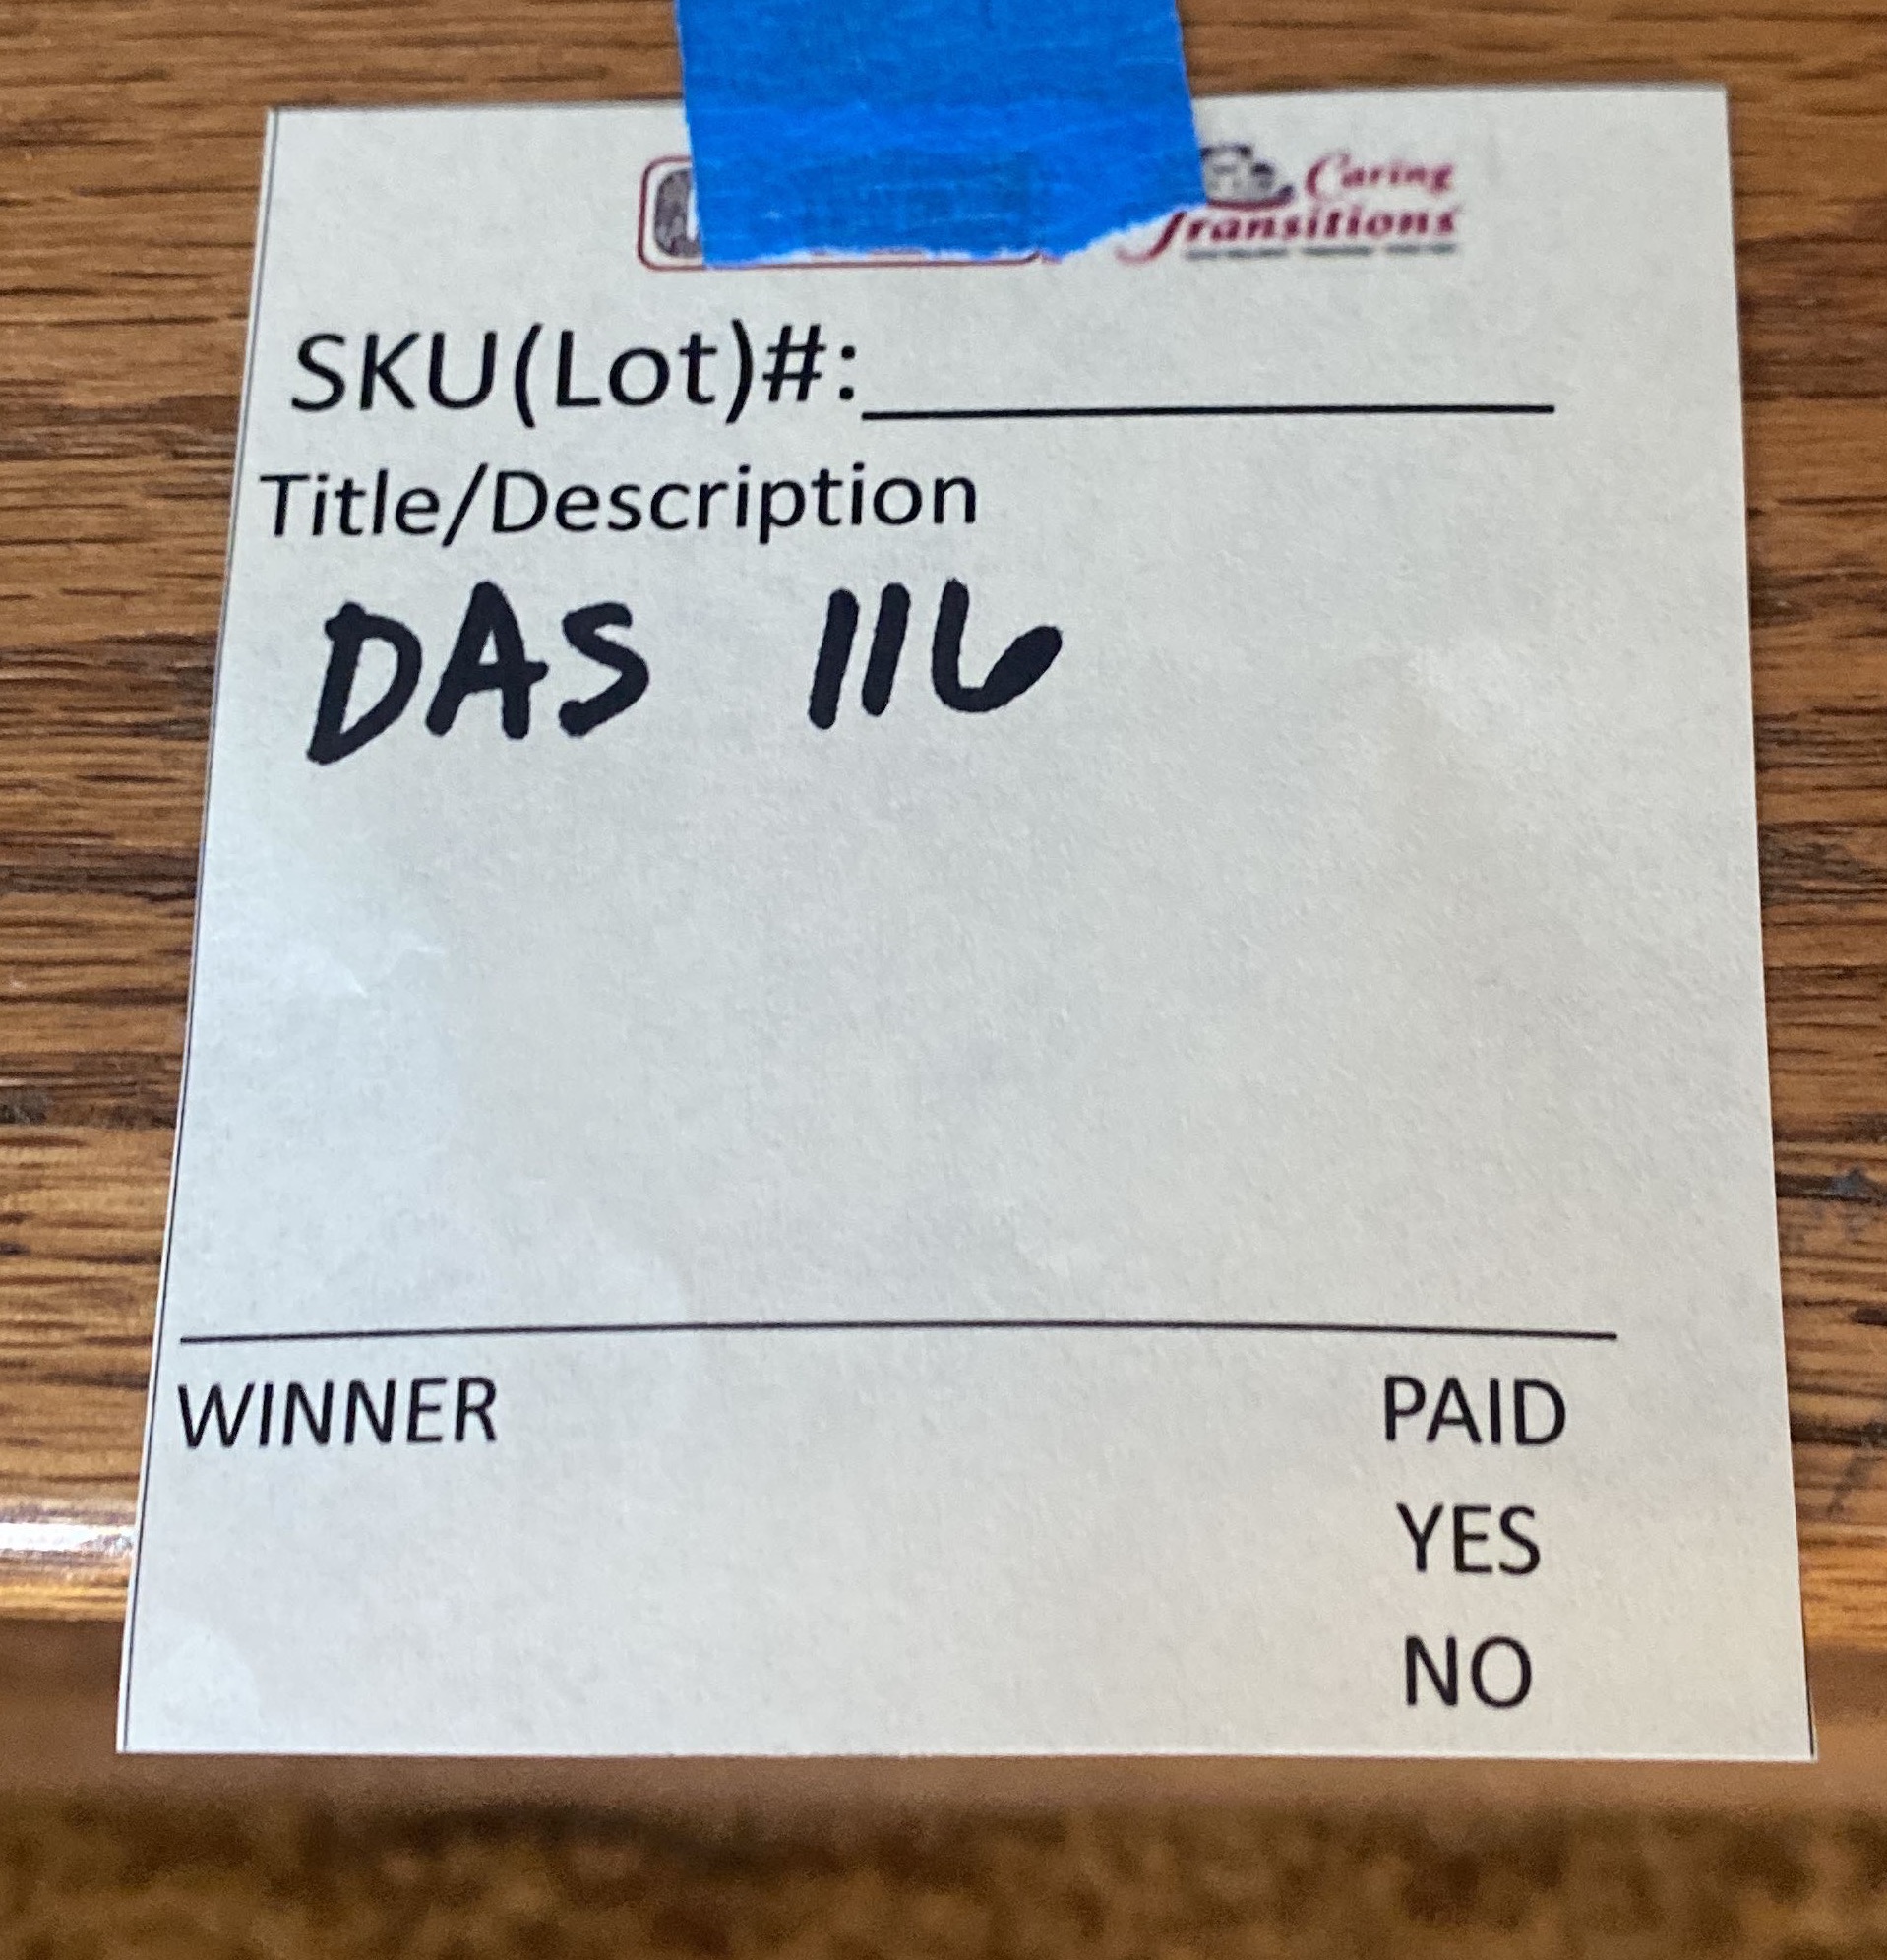 Caring
Transitions
SKU(Lot)#:
Title/Description
DAS 116
WINNER
PAID
YES
NO